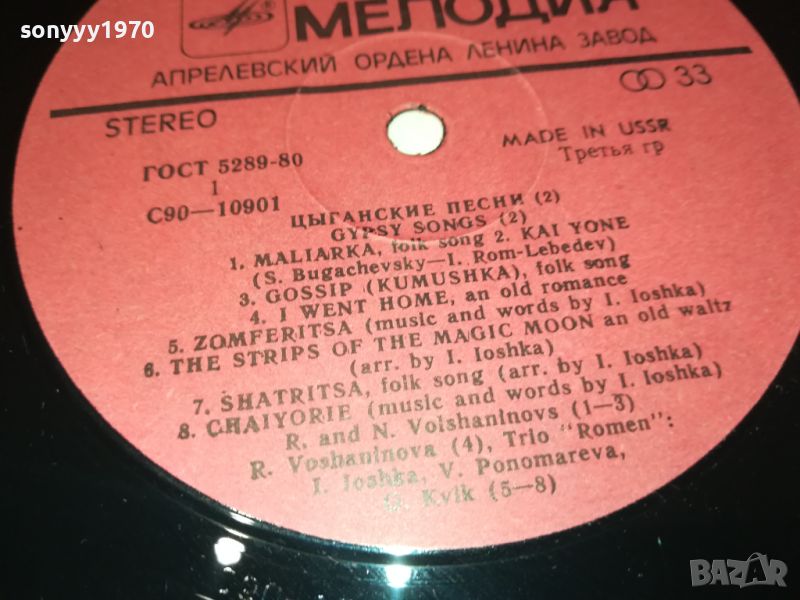 sonyyy1970
МЕЛОДИЯ
АПРЕЛЕВСКИЙ ОРДЕНА ЛЕНИНА ЗАВОД
STEREO
33
ГОСТ 5289-80
MADE IN USSR
1
Третья гр
С90—10901
ЦЫГАНСКИЕ ПЕСНИ (2)
GYPSY SONGS (2)
1. MALIARKA, folk song 2. KAI YONE
(S. Bugachevsky—I. Rom-Lebedev)
3. GOSSIP (KUMUSHKA), folk song
4. I WENT HOME, an old romance
5. ZOMFERITSA (music and words by I. Ioshka)
6. THE STRIPS OF THE MAGIC MOON an old waltz
(arr. by I. Ioshka)
7. SHATRITSA, folk song (arr. by I. Ioshka)
8. CHAIYORIE (music and words by I. Ioshka)
R. and N. Volshaninovs (1—3)
R. Voshaninova (4), Trio "Romen":
I. Ioshka, V. Ponomareva,
G. Kvik (5—8)
BAZAR